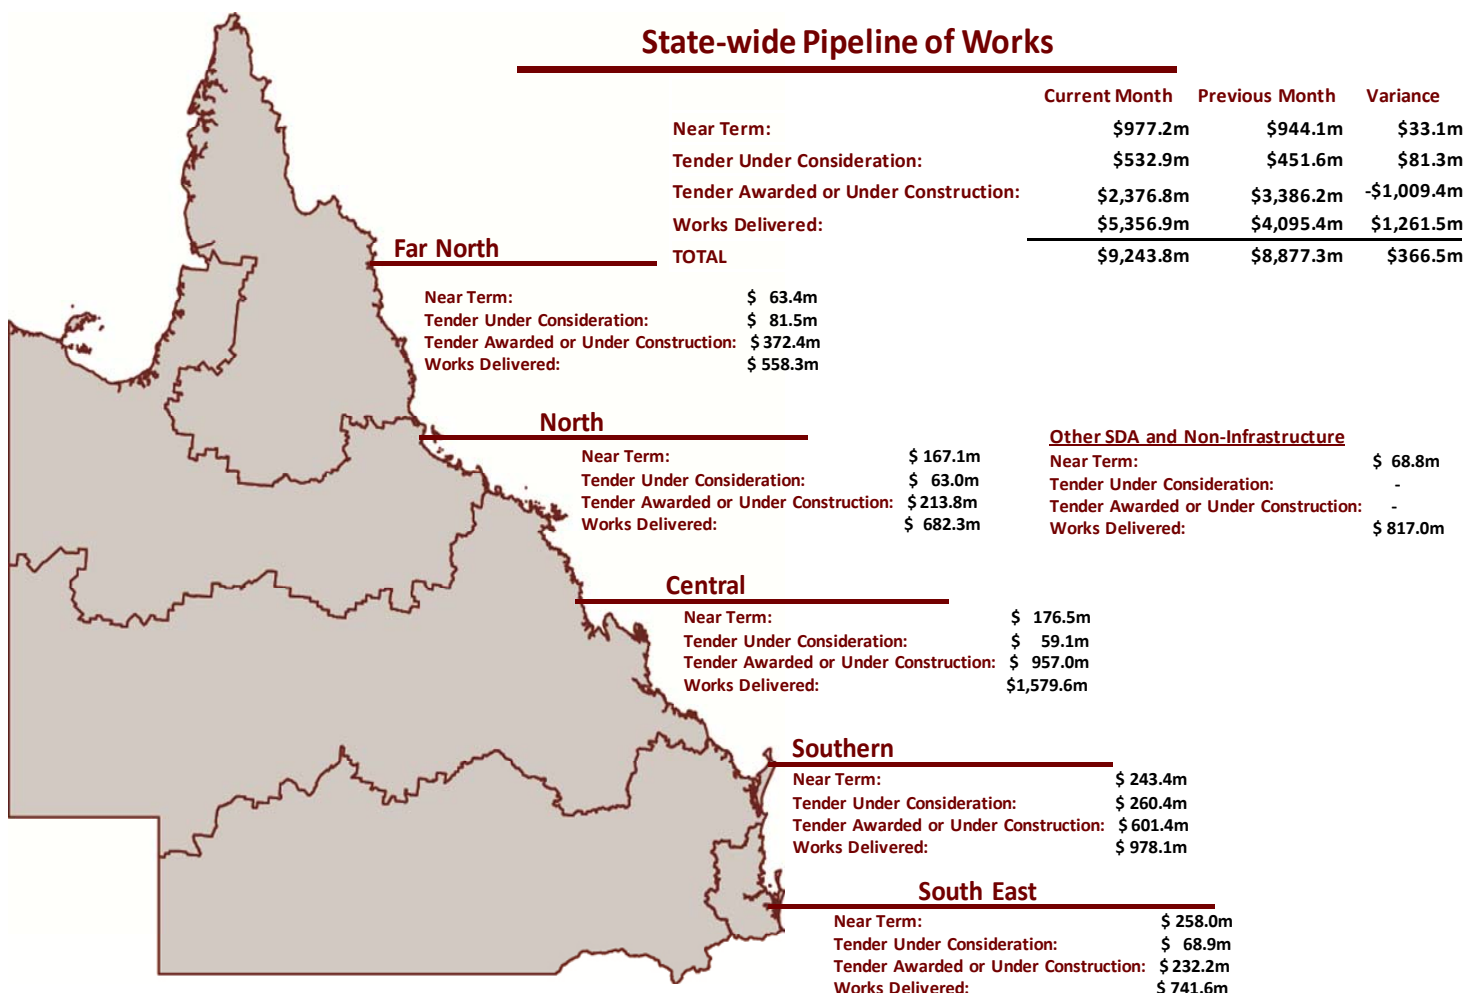 State-wide Pipeline of Works
Current Month Previous Month Variance
Near Term: $977.2m $944.1m $33.1m
Tender Under Consideration: $532.9m $451.6m $81.3m
Tender Awarded or Under Construction: $2,376.8m $3,386.2m -$1,009.4m
Works Delivered: $5,356.9m $4,095.4m $1,261.5m
TOTAL $9,243.8m $8,877.3m $366.5m
Far North
Near Term: $ 63.4m
Tender Under Consideration: $ 81.5m
Tender Awarded or Under Construction: $ 372.4m
Works Delivered: $ 558.3m
North
Near Term: $ 167.1m
Tender Under Consideration: $ 63.0m
Tender Awarded or Under Construction: $ 213.8m
Works Delivered: $ 682.3m
Other SDA and Non-Infrastructure
Near Term: $ 68.8m
Tender Under Consideration: -
Tender Awarded or Under Construction: -
Works Delivered: $ 817.0m
Central
Near Term: $ 176.5m
Tender Under Consideration: $ 59.1m
Tender Awarded or Under Construction: $ 957.0m
Works Delivered: $1,579.6m
Southern
Near Term: $ 243.4m
Tender Under Consideration: $ 260.4m
Tender Awarded or Under Construction: $ 601.4m
Works Delivered: $ 978.1m
South East
Near Term: $ 258.0m
Tender Under Consideration: $ 68.9m
Tender Awarded or Under Construction: $ 232.2m
Works Delivered: $ 741.6m